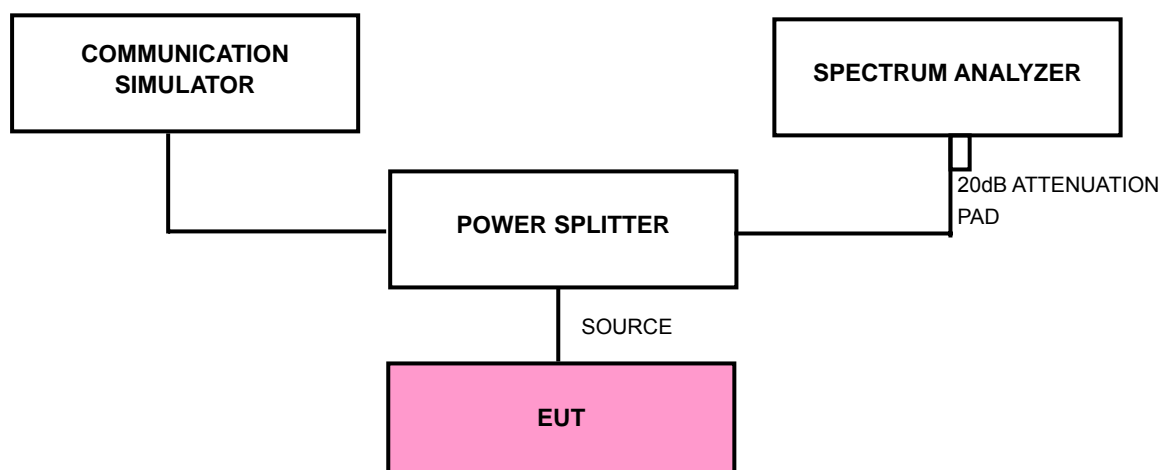 COMMUNICATION
SIMULATOR
SPECTRUM ANALYZER
20dB ATTENUATION
PAD
POWER SPLITTER
SOURCE
EUT